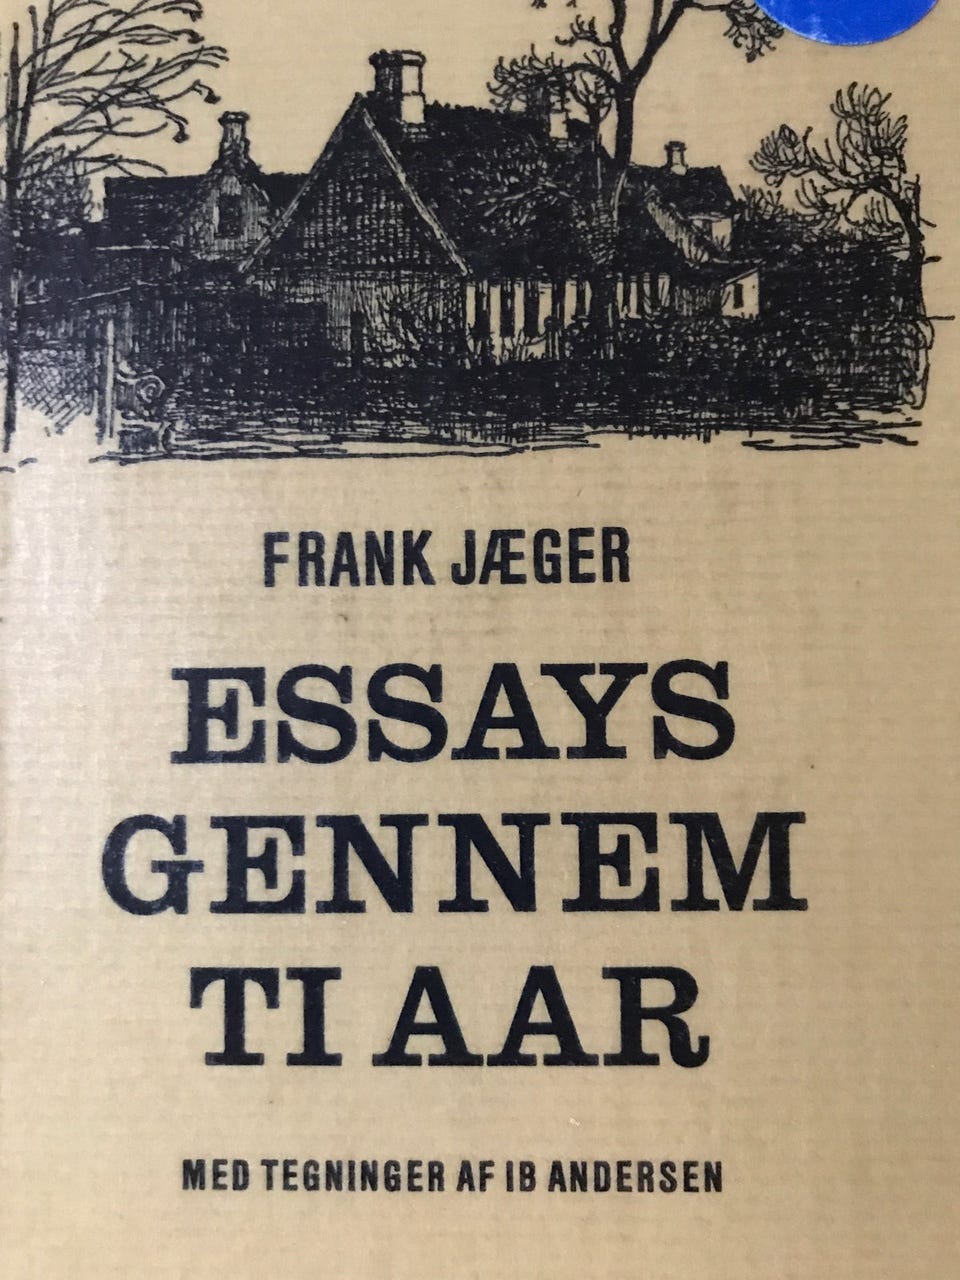 FRANK JÆGER
ESSAYS
GENNEM
TI AAR
MED TEGNINGER AF IB ANDERSEN